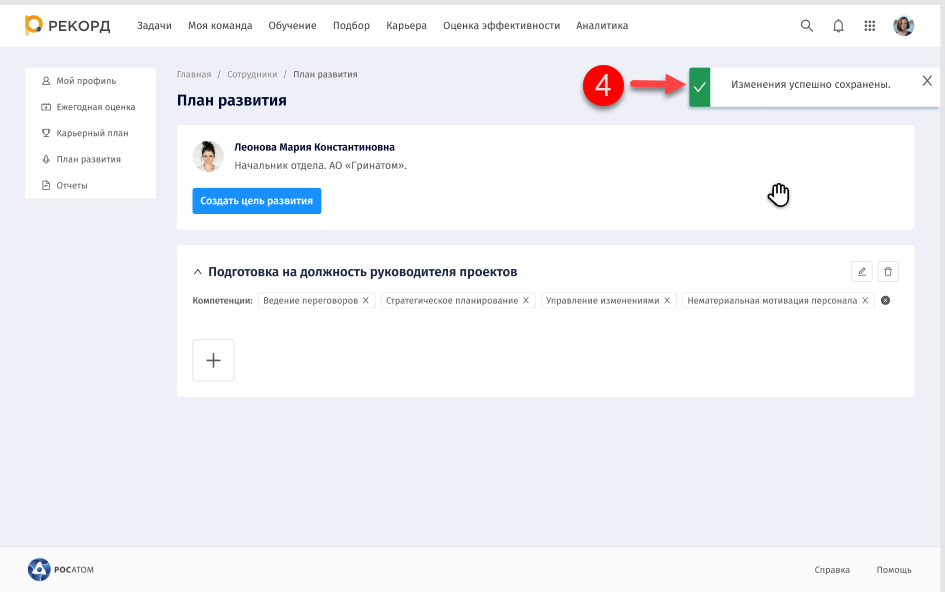 РЕКОРД Задачи Моя команда Обучение Подбор Карьера Оценка эффективности Аналитика
Мой профиль
Ежегодная оценка
Карьерный план
План развития
Отчеты
Главная / Сотрудники / План развития
План развития
4
Изменения успешно сохранены.
Леонова Мария Константиновна
Начальник отдела. АО «Гринатом».
Создать цель развития
Подготовка на должность руководителя проектов
Компетенции: Ведение переговоров X Стратегическое планирование X Управление изменениями X Нематериальная мотивация персонала X
РОСАТОМ
Справка Помощь